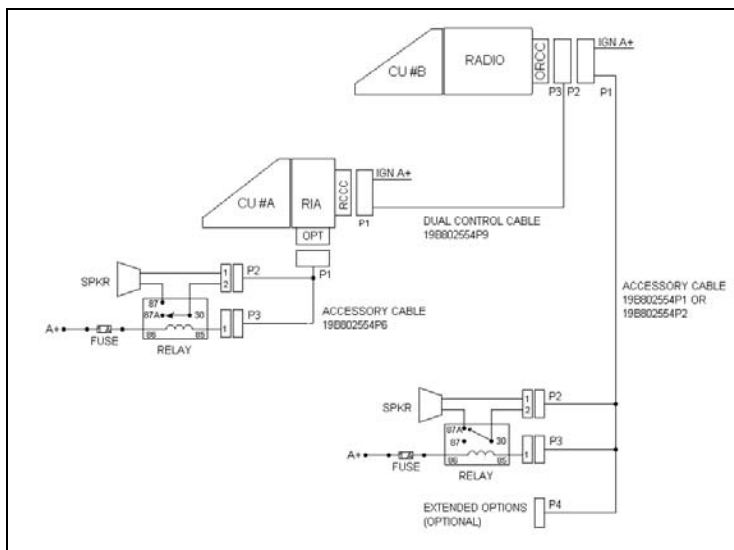 IGN A+
CU #B
RADIO
ORCC
P3
P2
P1
CU #A
RIA
RCCC
IGN A+
P1
OPT
DUAL CONTROL CABLE
19B802554P9
P1
SPKR
1
2
P2
87
87A
30
A+
FUSE
86
85
RELAY
1
P3
ACCESSORY CABLE
19B802554P6
ACCESSORY CABLE
19B802554P1 OR
19B802554P2
SPKR
1
2
P2
87A
87
30
A+
FUSE
86
85
RELAY
1
P3
EXTENDED OPTIONS
(OPTIONAL)
P4